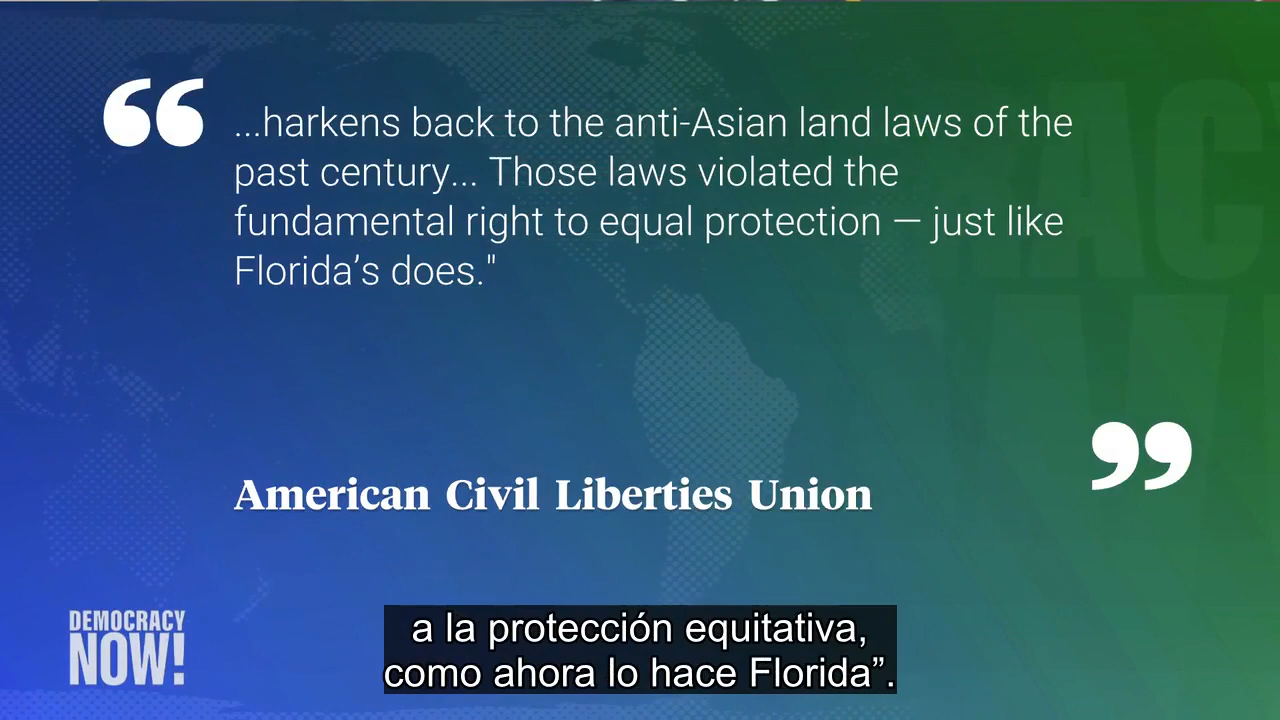 “
...harkens back to the anti-Asian land laws of the
past century... Those laws violated the
fundamental right to equal protection — just like
Florida’s does."
”
American Civil Liberties Union
DEMOCRACY
NOW!
a la protección equitativa,
como ahora lo hace Florida”.